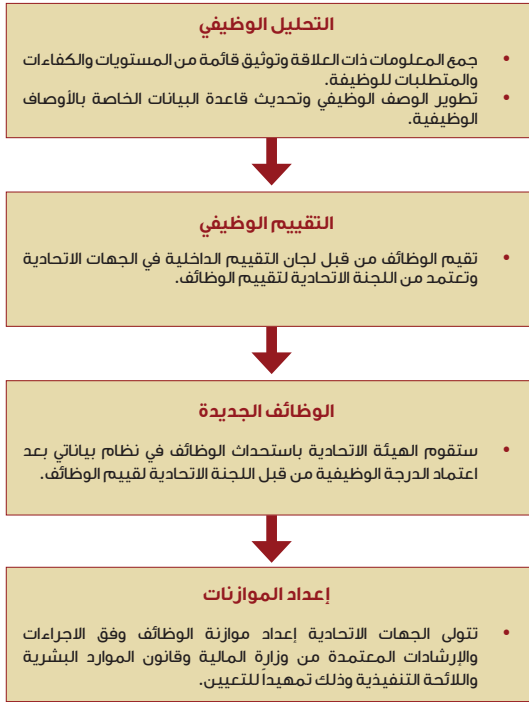 التحليل الوظيفي
• جمع المعلومات ذات العلاقة وتوثيق قائمة من المستويات والكفاءات
والمتطلبات للوظيفة.
• تطوير الوصف الوظيفي وتحديث قاعدة البيانات الخاصة بالأوصاف
الوظيفية.
التقييم الوظيفي
• تقيم الوظائف من قبل لجان التقييم الداخلية في الجهات الاتحادية
وتعتمد من اللجنة الاتحادية لتقييم الوظائف.
الوظائف الجديدة
• ستقوم الهيئة الاتحادية باستحداث الوظائف في نظام بياناتي بعد
اعتماد الدرجة الوظيفية من قبل اللجنة الاتحادية لقييم الوظائف.
إعداد الموازنات
• تتولى الجهات الاتحادية إعداد موازنة الوظائف وفق الاجراءات
والإرشادات المعتمدة من وزارة المالية وقانون الموارد البشرية
واللائحة التنفيذية وذلك تمهيداً للتعيين.